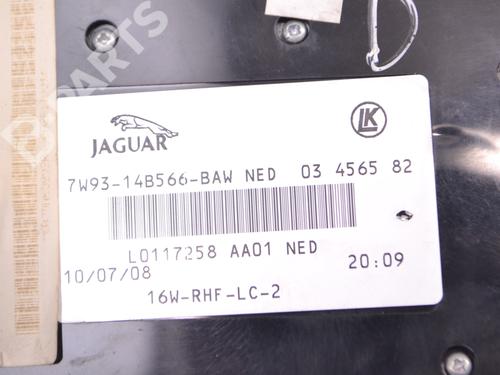 B-PARTS
JAGUAR
LK
7W93-14B566-BAW NED 03 4565 82
L0117258 AA01 NED
10/07/08 20:09
16W-RHF-LC-2